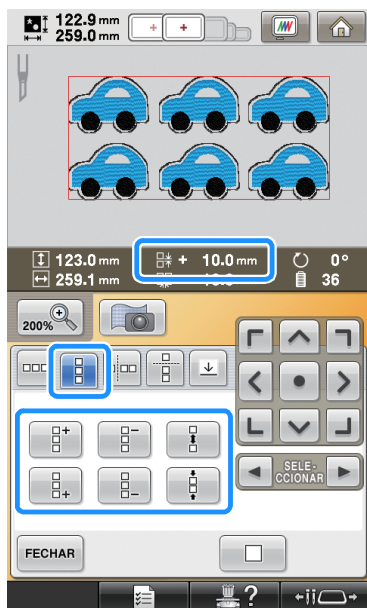 122.9 mm
259.0 mm
123.0 mm + 10.0 mm 0°
259.1 mm 36
200%
SELE-
CCIONAR
FECHAR
?